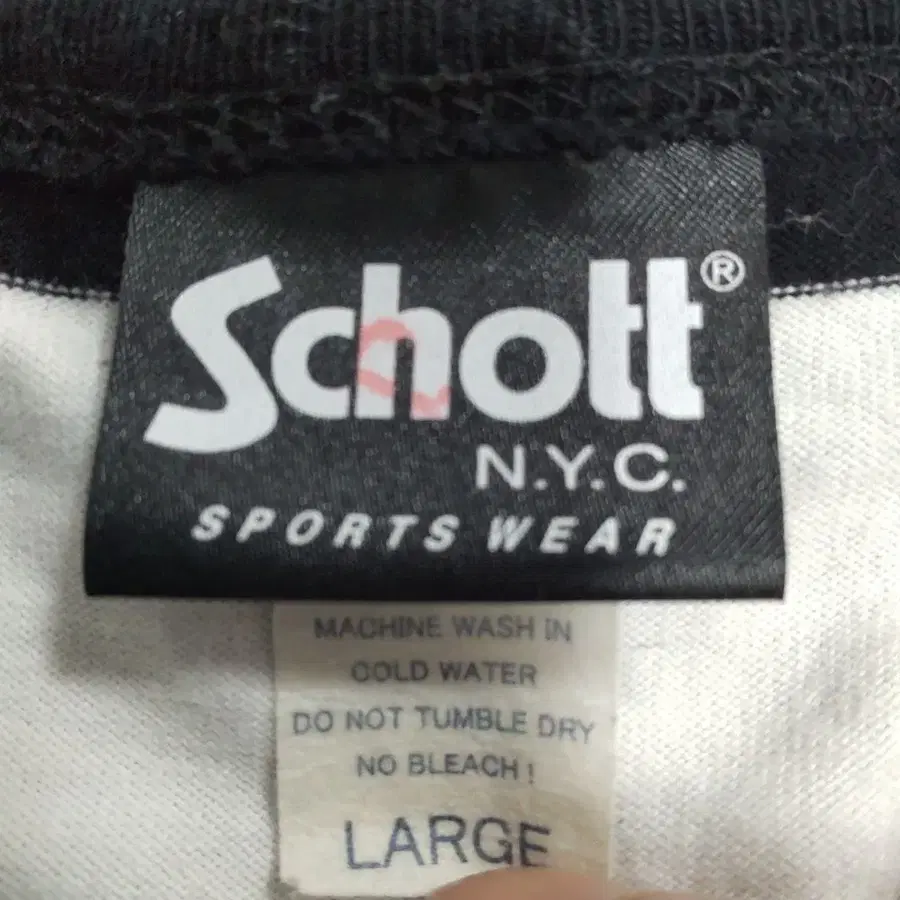 Schott®
N.Y.C.
SPORTS WEAR
MACHINE WASH IN
COLD WATER
DO NOT TUMBLE DRY
NO BLEACH!
LARGE